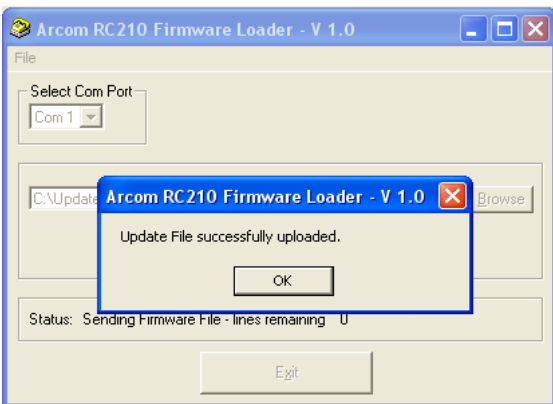 Arcom RC210 Firmware Loader - V 1.0
File
Select Com Port
Com 1
C:\Update
Browse
Arcom RC210 Firmware Loader - V 1.0
Update File successfully uploaded.
OK
Status: Sending Firmware File - lines remaining 0
Exit